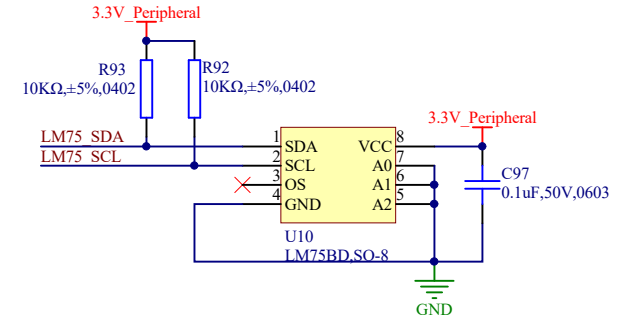 3.3V_Peripheral
R93
10KΩ,±5%,0402
R92
10KΩ,±5%,0402
LM75_SDA
LM75_SCL
1
SDA
2
SCL
3
OS
4
GND
VCC
8
A0
7
A1
6
A2
5
U10
LM75BD,SO-8
3.3V_Peripheral
C97
0.1uF,50V,0603
GND